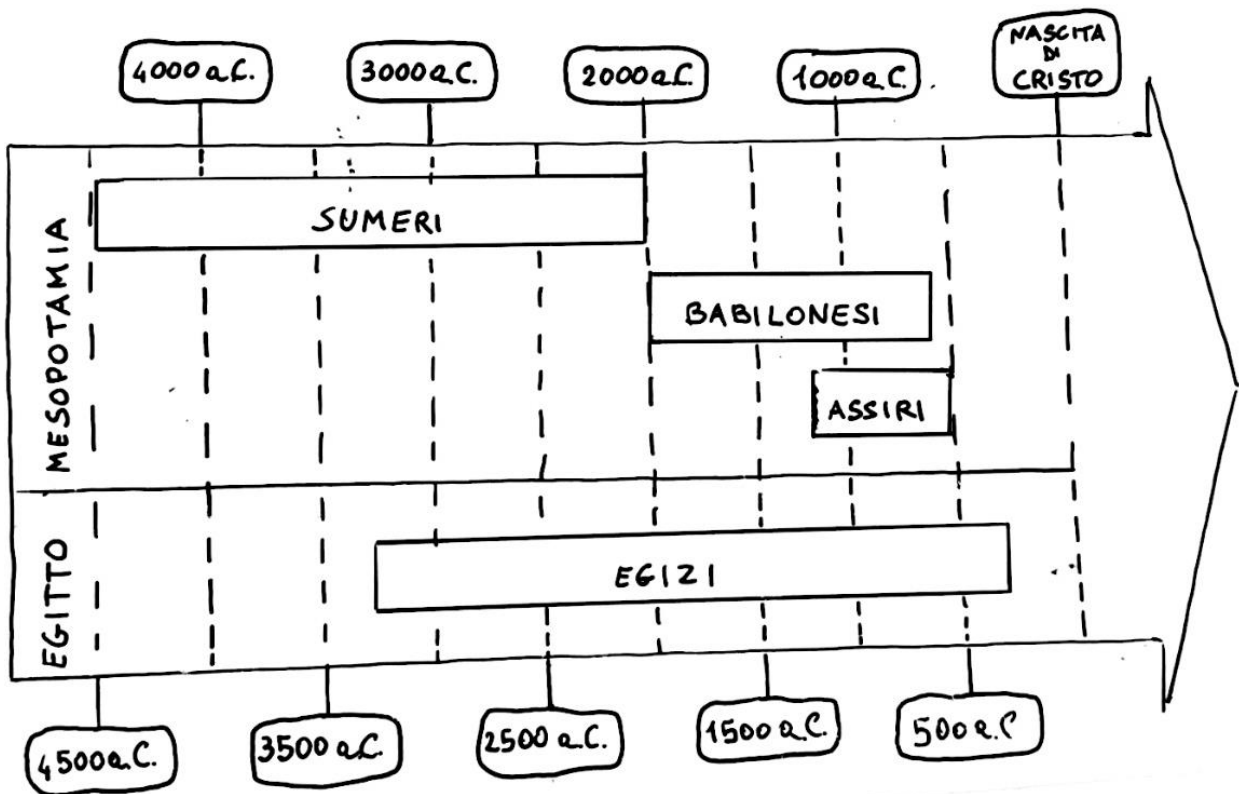 4000 a.C.
3000 a.C.
2000 a.C.
1000 a.C.
NASCITA
DI
CRISTO
MESOPOTAMIA
SUMERI
BABILONESI
ASSIRI
EGITTO
EGIZI
4500 a.C.
3500 a.C.
2500 a.C.
1500 a.C.
500 a.C